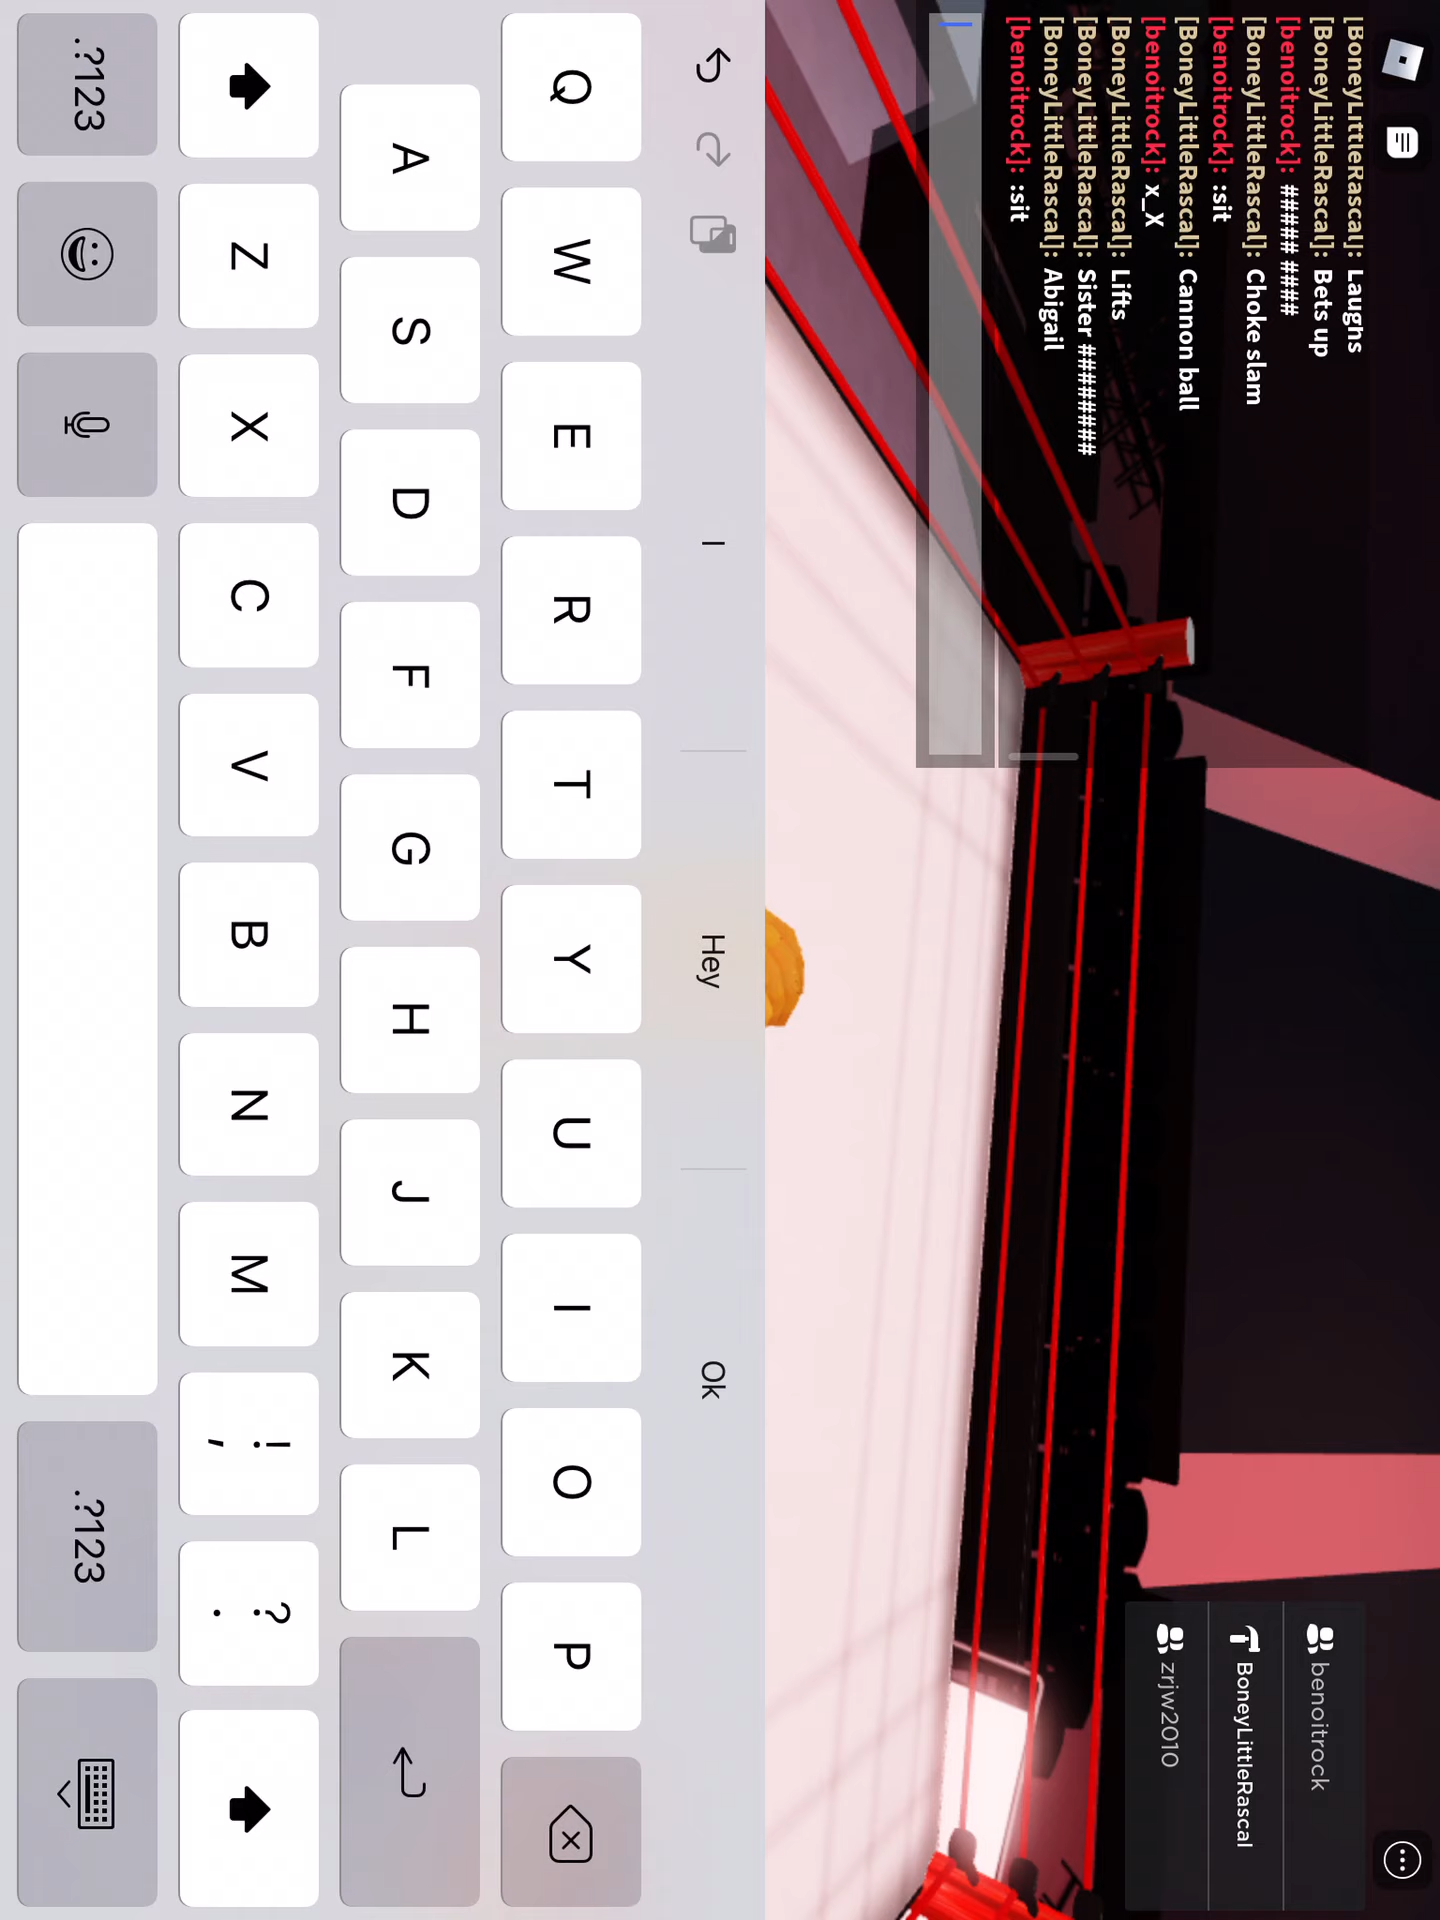 [BoneyLittleRascal]: Laughs
[BoneyLittleRascal]: Bets up
[benoitrock]: ##### ####
[BoneyLittleRascal]: Choke slam
[benoitrock]: :sit
[BoneyLittleRascal]: Cannon ball
[benoitrock]: x_X
[BoneyLittleRascal]: Lifts
[BoneyLittleRascal]: Sister ########
[BoneyLittleRascal]: Abigail
[benoitrock]: :sit
benoitrock
BoneyLittleRascal
zrjw2010
I Hey Ok
Q W E R T Y U I O P
A S D F G H J K L
Z X C V B N M ! , ? .
.?123 .?123